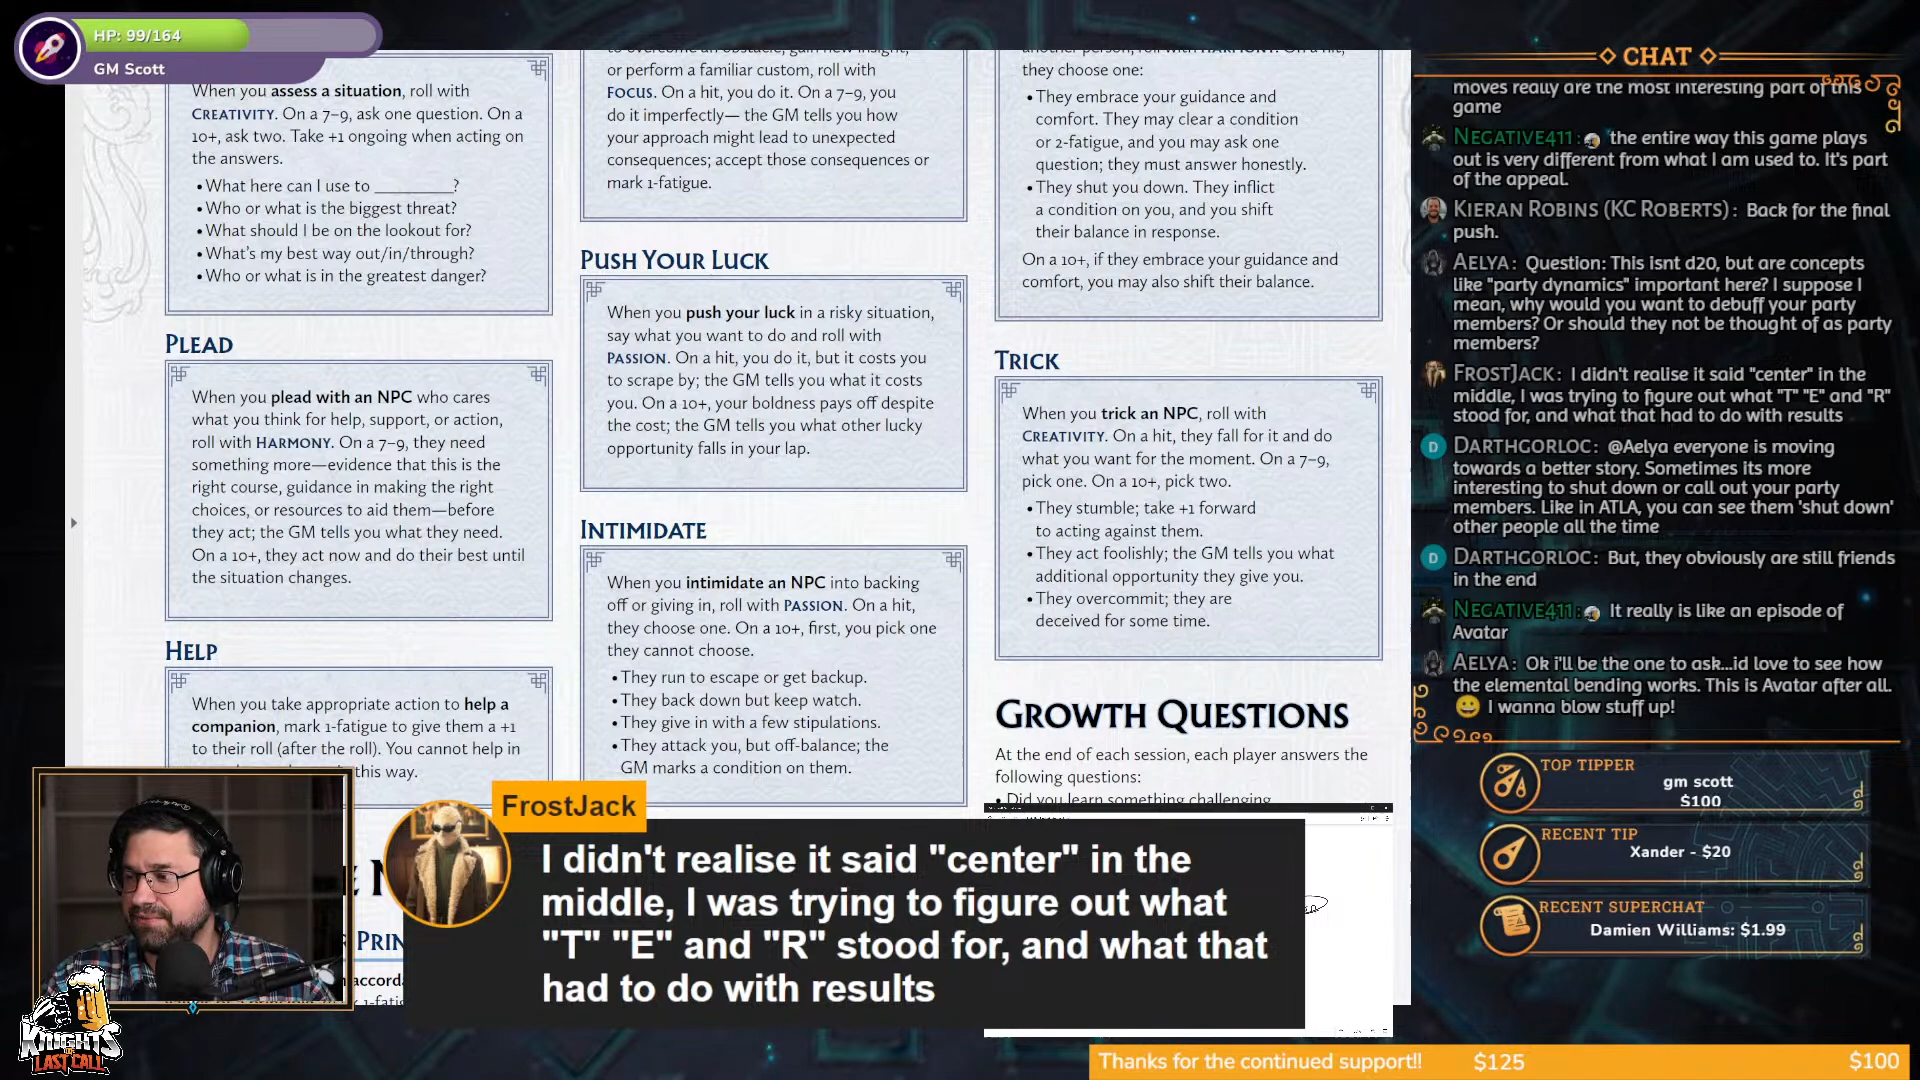 HP: 99/164
GM Scott
When you assess a situation, roll with
CREATIVITY. On a 7–9, ask one question. On a
10+, ask two. Take +1 ongoing when acting on
the answers.
•What here can I use to _________?
•Who or what is the biggest threat?
•What should I be on the lookout for?
•What's my best way out/in/through?
•Who or what is in the greatest danger?
PLEAD
When you plead with an NPC who cares
what you think for help, support, or action,
roll with HARMONY. On a 7–9, they need
something more—evidence that this is the
right course, guidance in making the right
choices, or resources to aid them—before
they act; the GM tells you what they need.
On a 10+, they act now and do their best until
the situation changes.
HELP
When you take appropriate action to help a
companion, mark 1-fatigue to give them a +1
to their roll (after the roll). You cannot help in
this way.
to overcome an obstacle, gain new insight,
or perform a familiar custom, roll with
FOCUS. On a hit, you do it. On a 7–9, you
do it imperfectly— the GM tells you how
your approach might lead to unexpected
consequences; accept those consequences or
mark 1-fatigue.
PUSH YOUR LUCK
When you push your luck in a risky situation,
say what you want to do and roll with
PASSION. On a hit, you do it, but it costs you
to scrape by; the GM tells you what it costs
you. On a 10+, your boldness pays off despite
the cost; the GM tells you what other lucky
opportunity falls in your lap.
INTIMIDATE
When you intimidate an NPC into backing
off or giving in, roll with PASSION. On a hit,
they choose one. On a 10+, first, you pick one
they cannot choose.
•They run to escape or get backup.
•They back down but keep watch.
•They give in with a few stipulations.
•They attack you, but off-balance; the
GM marks a condition on them.
another person, roll with HARMONY. On a hit,
they choose one:
•They embrace your guidance and
comfort. They may clear a condition
or 2-fatigue, and you may ask one
question; they must answer honestly.
•They shut you down. They inflict
a condition on you, and you shift
their balance in response.
On a 10+, if they embrace your guidance and
comfort, you may also shift their balance.
TRICK
When you trick an NPC, roll with
CREATIVITY. On a hit, they fall for it and do
what you want for the moment. On a 7–9,
pick one. On a 10+, pick two.
•They stumble; take +1 forward
to acting against them.
•They act foolishly; the GM tells you what
additional opportunity they give you.
•They overcommit; they are
deceived for some time.
GROWTH QUESTIONS
At the end of each session, each player answers the
following questions:
• Did you learn something challenging,
FrostJack
I didn't realise it said "center" in the
middle, I was trying to figure out what
"T" "E" and "R" stood for, and what that
had to do with results
KNIGHTS
LAST CALL
CHAT
moves really are the most interesting part of this
game
NEGATIVE411: the entire way this game plays
out is very different from what I am used to. It's part
of the appeal.
KIERAN ROBINS (KC ROBERTS): Back for the final
push.
AELYA: Question: This isnt d20, but are concepts
like "party dynamics" important here? I suppose I
mean, why would you want to debuff your party
members? Or should they not be thought of as party
members?
FROSTJACK: I didn't realise it said "center" in the
middle, I was trying to figure out what "T" "E" and "R"
stood for, and what that had to do with results
D DARTHGORLOC: @Aelya everyone is moving
towards a better story. Sometimes its more
interesting to shut down or call out your party
members. Like in ATLA, you can see them 'shut down'
other people all the time
D DARTHGORLOC: But, they obviously are still friends
in the end
NEGATIVE411: It really is like an episode of
Avatar
AELYA: Ok i'll be the one to ask...id love to see how
the elemental bending works. This is Avatar after all.
😀 I wanna blow stuff up!
TOP TIPPER
gm scott
$100
RECENT TIP
Xander - $20
RECENT SUPERCHAT
Damien Williams: $1.99
Thanks for the continued support!! $125 $100